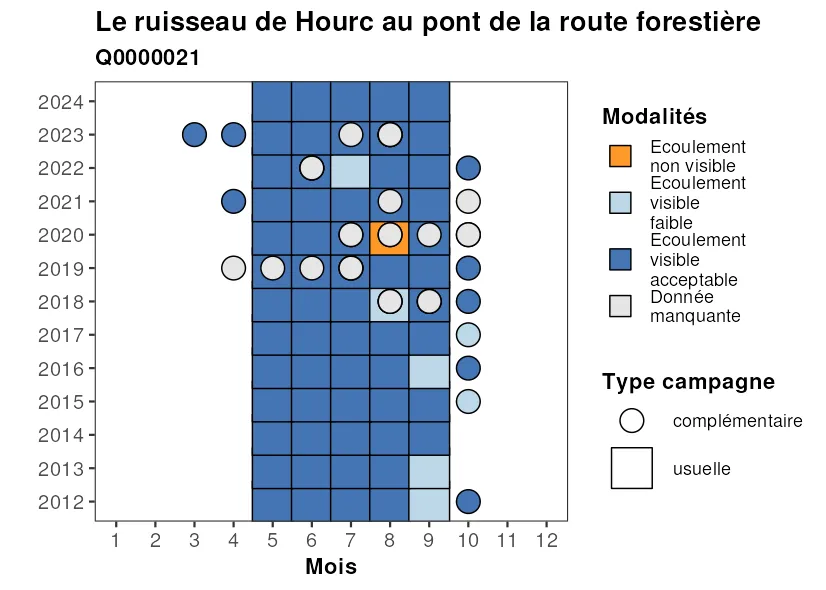 Le ruisseau de Hourc au pont de la route forestière
Q0000021
2024
2023
2022
2021
2020
2019
2018
2017
2016
2015
2014
2013
2012
1 2 3 4 5 6 7 8 9 10 11 12
Mois
Modalités
Ecoulement
non visible
Ecoulement
visible
faible
Ecoulement
visible
acceptable
Donnée
manquante
Type campagne
complémentaire
usuelle